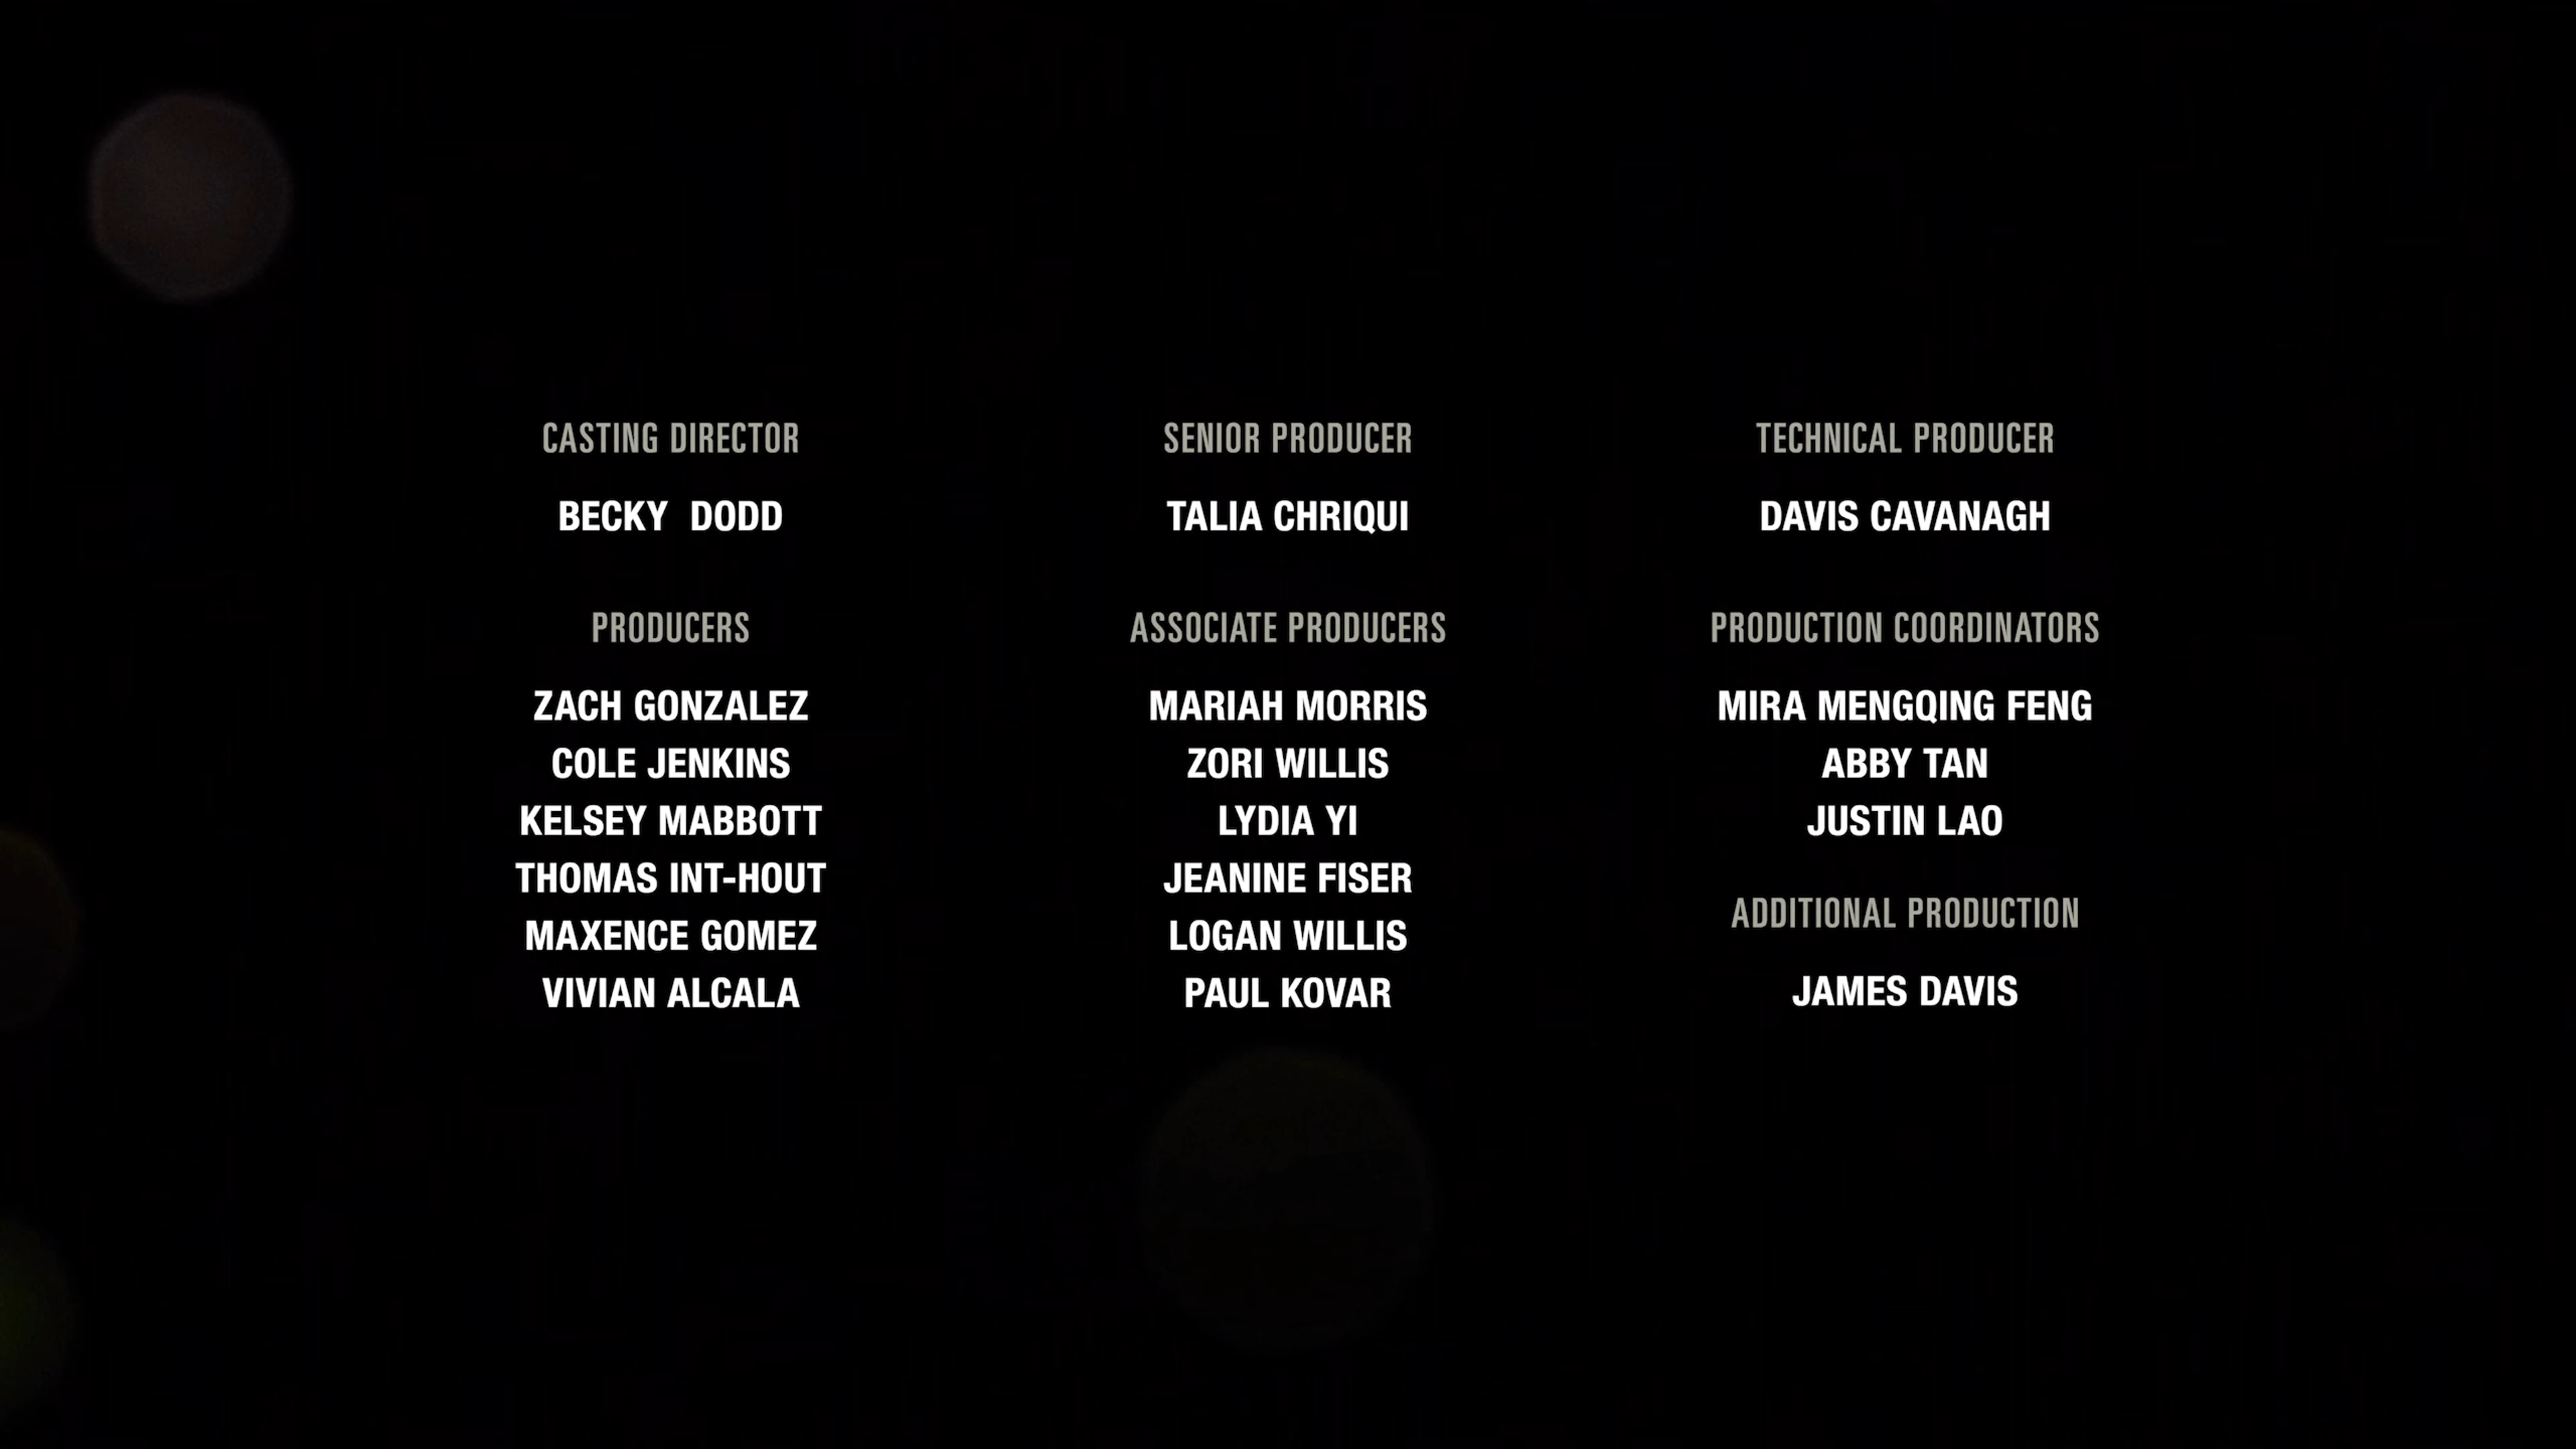 CASTING DIRECTOR
BECKY  DODD
PRODUCERS
ZACH GONZALEZ
COLE JENKINS
KELSEY MABBOTT
THOMAS INT-HOUT
MAXENCE GOMEZ
VIVIAN ALCALA
SENIOR PRODUCER
TALIA CHRIQUI
ASSOCIATE PRODUCERS
MARIAH MORRIS
ZORI WILLIS
LYDIA YI
JEANINE FISER
LOGAN WILLIS
PAUL KOVAR
TECHNICAL PRODUCER
DAVIS CAVANAGH
PRODUCTION COORDINATORS
MIRA MENGQING FENG
ABBY TAN
JUSTIN LAO
ADDITIONAL PRODUCTION
JAMES DAVIS